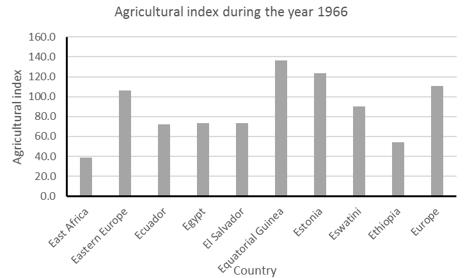 Agricultural index during the year 1966
160.0
140.0
120.0
100.0
80.0
60.0
40.0
20.0
0.0
Agricultural index
East Africa
Eastern Europe
Ecuador
Egypt
El Salvador
Equatorial Guinea
Estonia
Eswatini
Ethiopia
Europe
Country